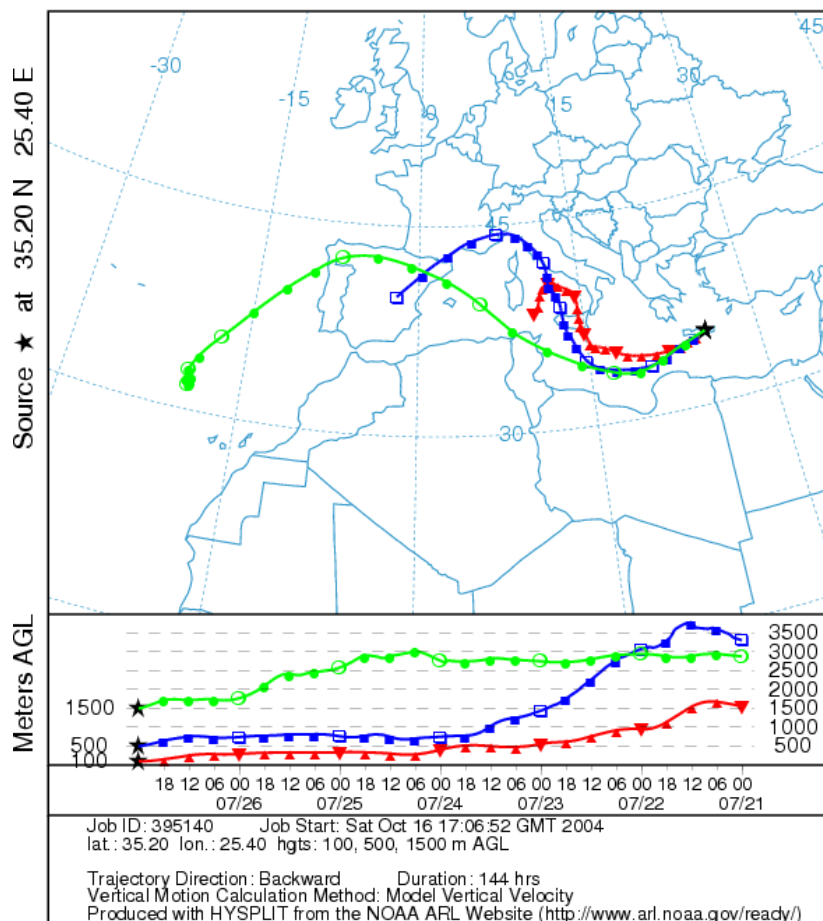 Source ★ at 35.20 N 25.40 E
-30
-15
0
15
30
45
45
30
Meters AGL
1500
500
100
3500
3000
2500
2000
1500
1000
500
18 12 06 00 18 12 06 00 18 12 06 00 18 12 06 00 18 12 06 00 18 12 06 00
07/26 07/25 07/24 07/23 07/22 07/21
Job ID: 395140 Job Start: Sat Oct 16 17:06:52 GMT 2004
lat.: 35.20 lon.: 25.40 hgts: 100, 500, 1500 m AGL
Trajectory Direction: Backward Duration: 144 hrs
Vertical Motion Calculation Method: Model Vertical Velocity
Produced with HYSPLIT from the NOAA ARL Website (http://www.arl.noaa.gov/ready/)